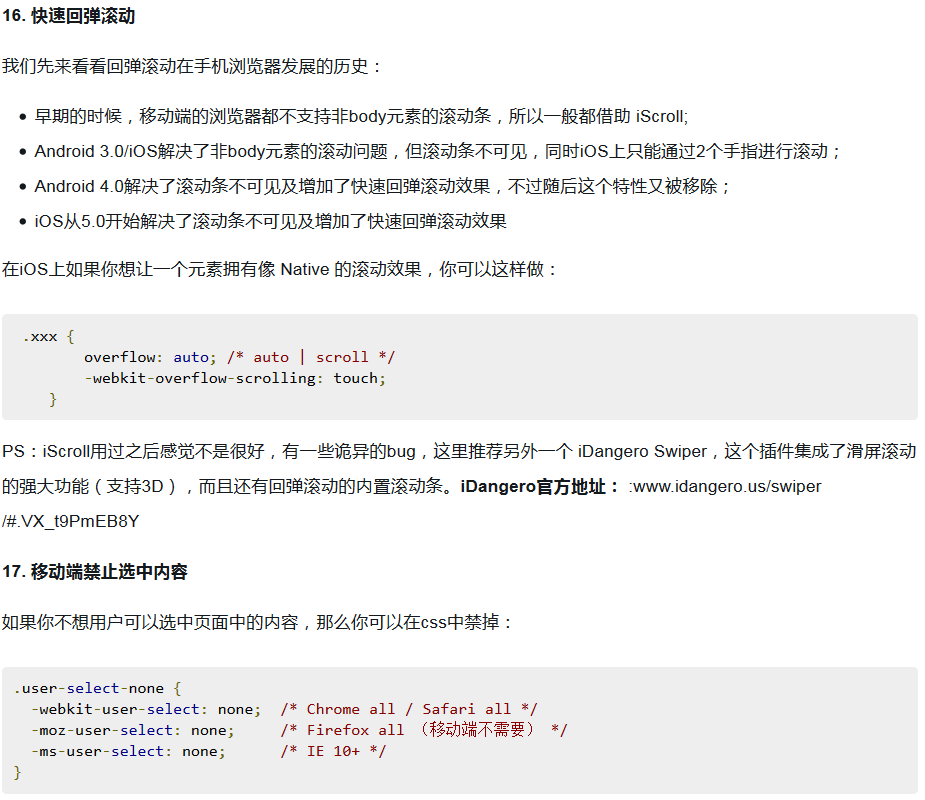 16. 快速回弹滚动
我们先来看看回弹滚动在手机浏览器发展的历史：
早期的时候，移动端的浏览器都不支持非body元素的滚动条，所以一般都借助 iScroll;
Android 3.0/iOS解决了非body元素的滚动问题，但滚动条不可见，同时iOS上只能通过2个手指进行滚动；
Android 4.0解决了滚动条不可见及增加了快速回弹滚动效果，不过随后这个特性又被移除；
iOS从5.0开始解决了滚动条不可见及增加了快速回弹滚动效果
在iOS上如果你想让一个元素拥有像 Native 的滚动效果，你可以这样做：
.xxx {
overflow: auto; /* auto | scroll */
-webkit-overflow-scrolling: touch;
}
PS：iScroll用过之后感觉不是很好，有一些诡异的bug，这里推荐另外一个 iDangero Swiper，这个插件集成了滑屏滚动
的强大功能（支持3D），而且还有回弹滚动的内置滚动条。iDangero官方地址： :www.idangero.us/swiper
/#.VX_t9PmEB8Y
17. 移动端禁止选中内容
如果你不想用户可以选中页面中的内容，那么你可以在css中禁掉：
.user-select-none {
-webkit-user-select: none;  /* Chrome all / Safari all */
-moz-user-select: none;     /* Firefox all （移动端不需要） */
-ms-user-select: none;      /* IE 10+ */
}